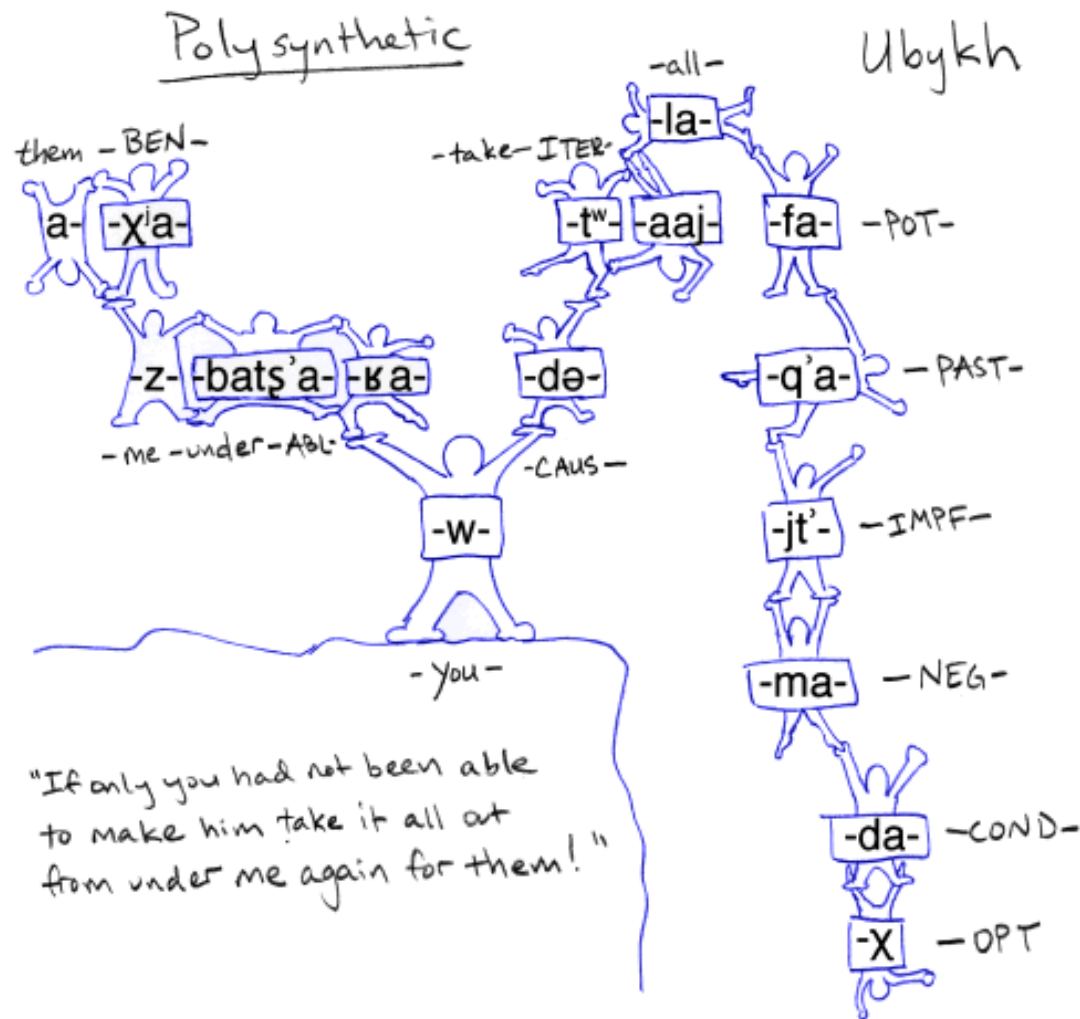 Polysynthetic
Ubykh
-all-
-la-
them -BEN-
-take-ITER-
a- -χʲa-
-tʷ- -aaj-
-fa- -POT-
-z- -batʂʼa- -ʁa-
-də-
-qʼa- -PAST-
-me-under-ABL-
-CAUS-
-w-
-jtʼ- -IMPF-
-you-
-ma- -NEG-
"If only you had not been able
to make him take it all out
from under me again for them!"
-da- -COND-
-χ -OPT